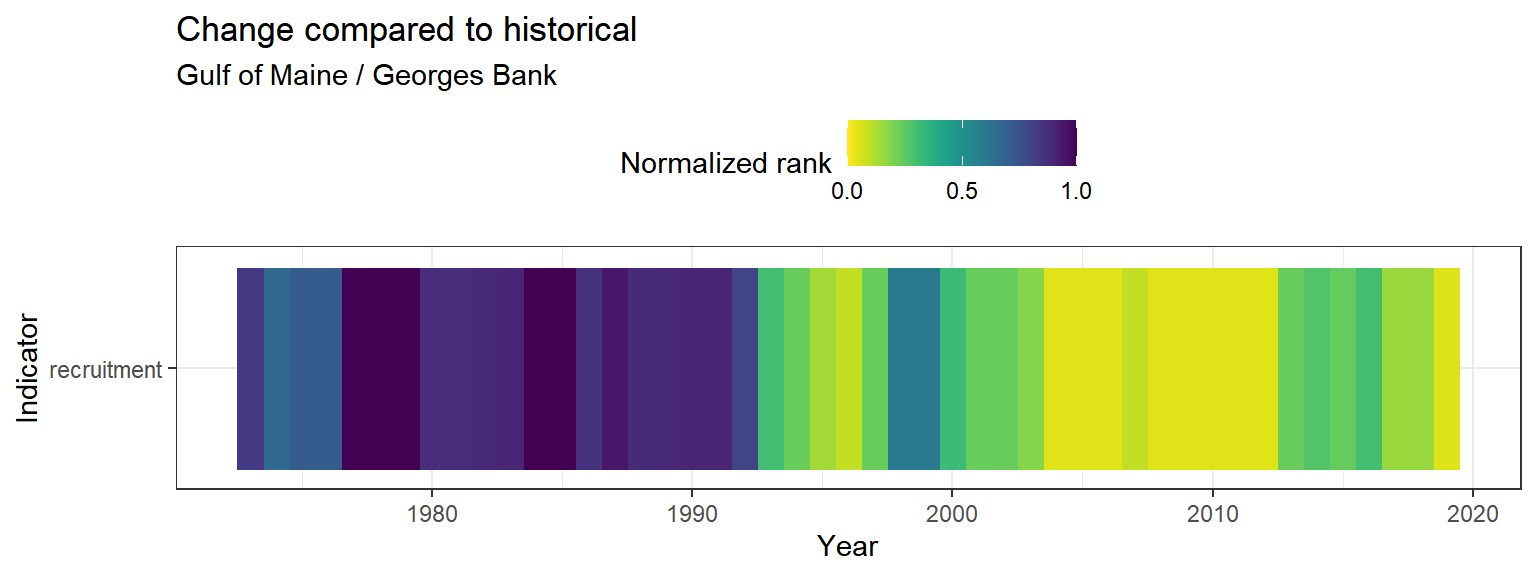 Change compared to historical
Gulf of Maine / Georges Bank
Normalized rank
0.0 0.5 1.0
Indicator
recruitment
1980 1990 2000 2010 2020
Year